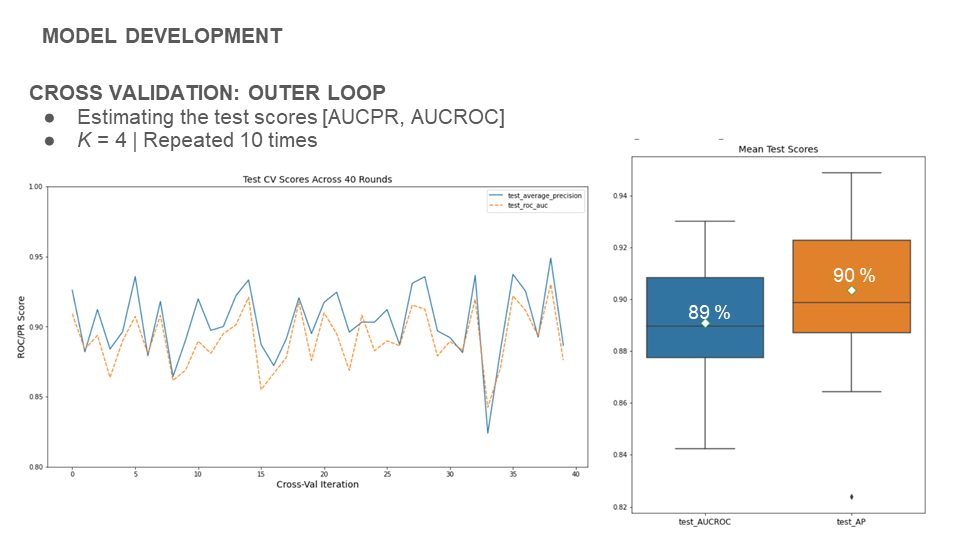 MODEL DEVELOPMENT
CROSS VALIDATION: OUTER LOOP
● Estimating the test scores [AUCPR, AUCROC]
● K = 4 | Repeated 10 times
Test CV Scores Across 40 Rounds
test_average_precision
test_roc_auc
1.00
0.95
0.90
0.85
0.80
ROC/PR Score
0 5 10 15 20 25 30 35 40
Cross-Val Iteration
Mean Test Scores
0.94
0.92
0.90
0.88
0.86
0.84
0.82
89 %
90 %
test_AUCROC test_AP